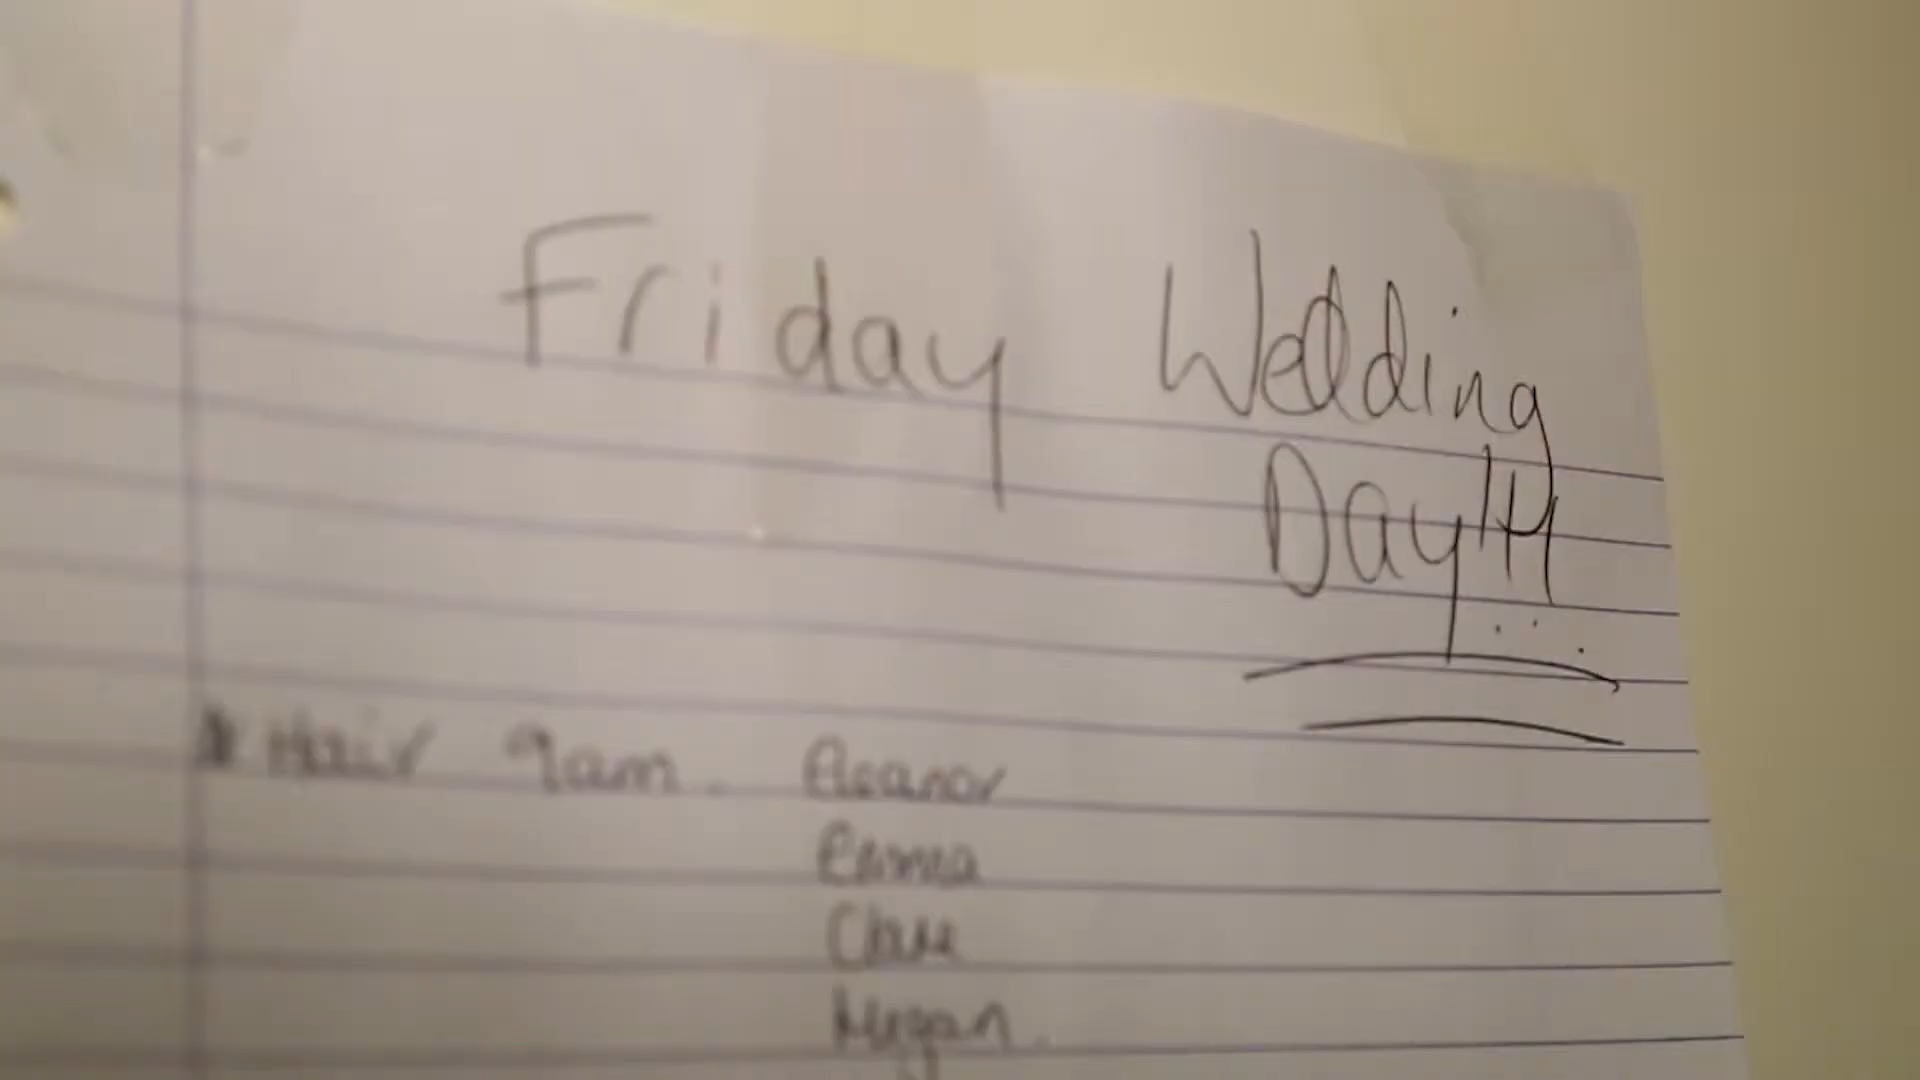 Friday Wedding
Day!!!
* Hair 9am. Eleanor
Emma
Clare
Megan.